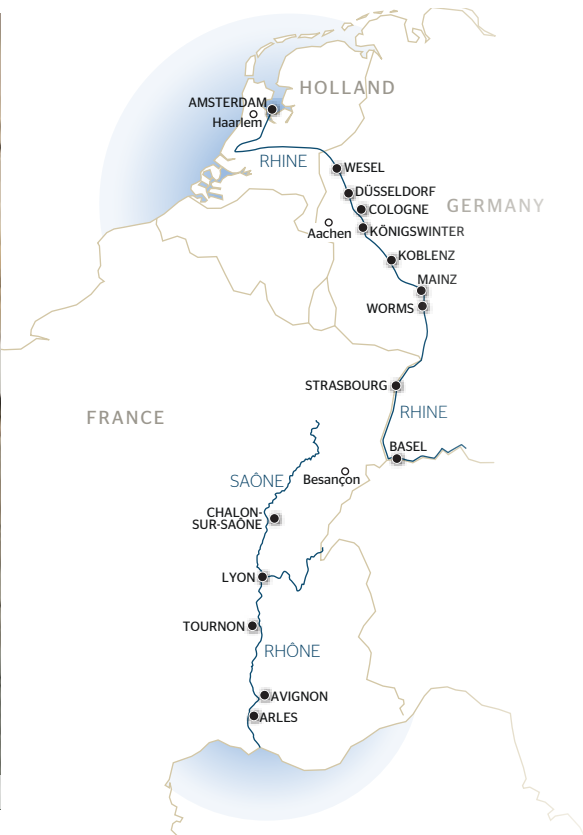 HOLLAND
AMSTERDAM
Haarlem
RHINE
WESEL
DÜSSELDORF
COLOGNE
GERMANY
Aachen
KÖNIGSWINTER
KOBLENZ
MAINZ
WORMS
STRASBOURG
FRANCE
RHINE
BASEL
SAÔNE
Besançon
CHALON-
SUR-SAÔNE
LYON
TOURNON
RHÔNE
AVIGNON
ARLES